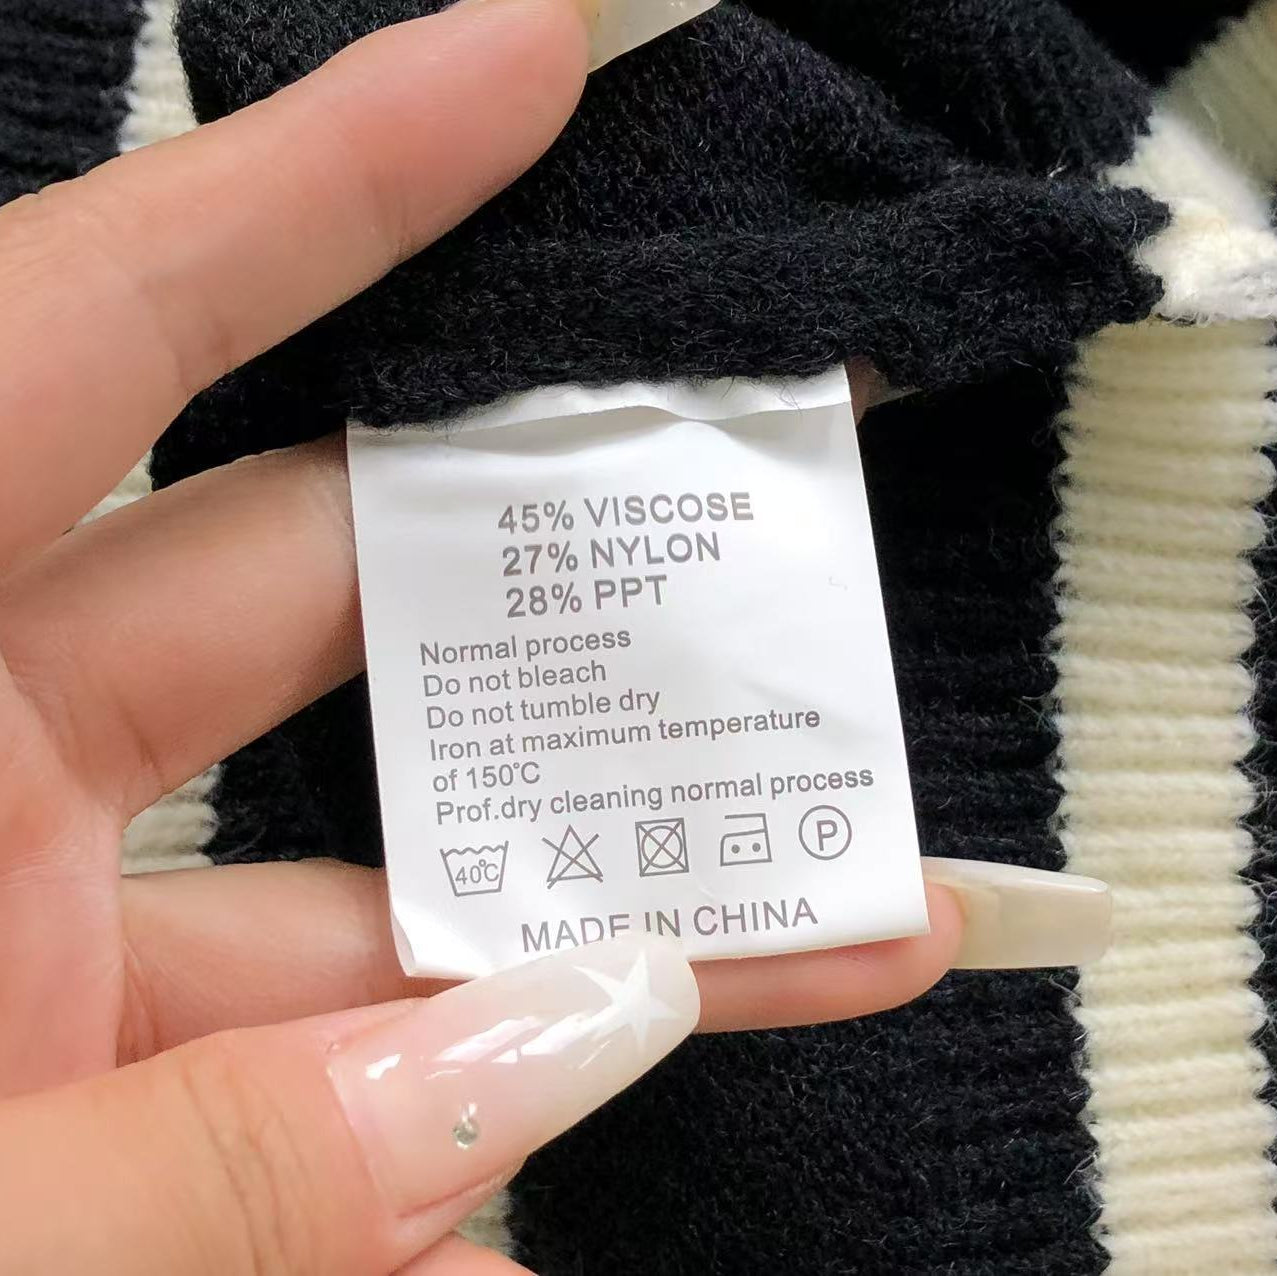 45% VISCOSE
27% NYLON
28% PPT
Normal process
Do not bleach
Do not tumble dry
Iron at maximum temperature
of 150℃
Prof.dry cleaning normal process
40℃ P
MADE IN CHINA